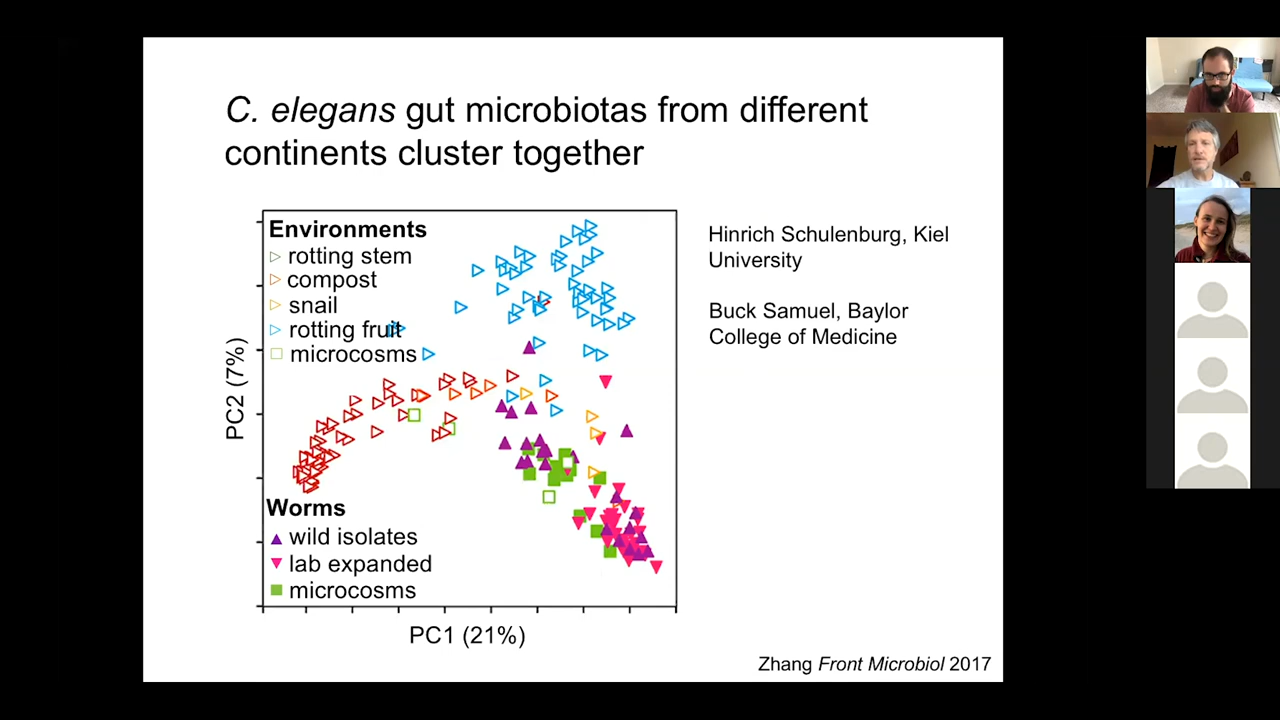 C. elegans gut microbiotas from different
continents cluster together
Environments
rotting stem
compost
snail
rotting fruit
microcosms
Worms
wild isolates
lab expanded
microcosms
PC2 (7%)
PC1 (21%)
Hinrich Schulenburg, Kiel
University
Buck Samuel, Baylor
College of Medicine
Zhang Front Microbiol 2017